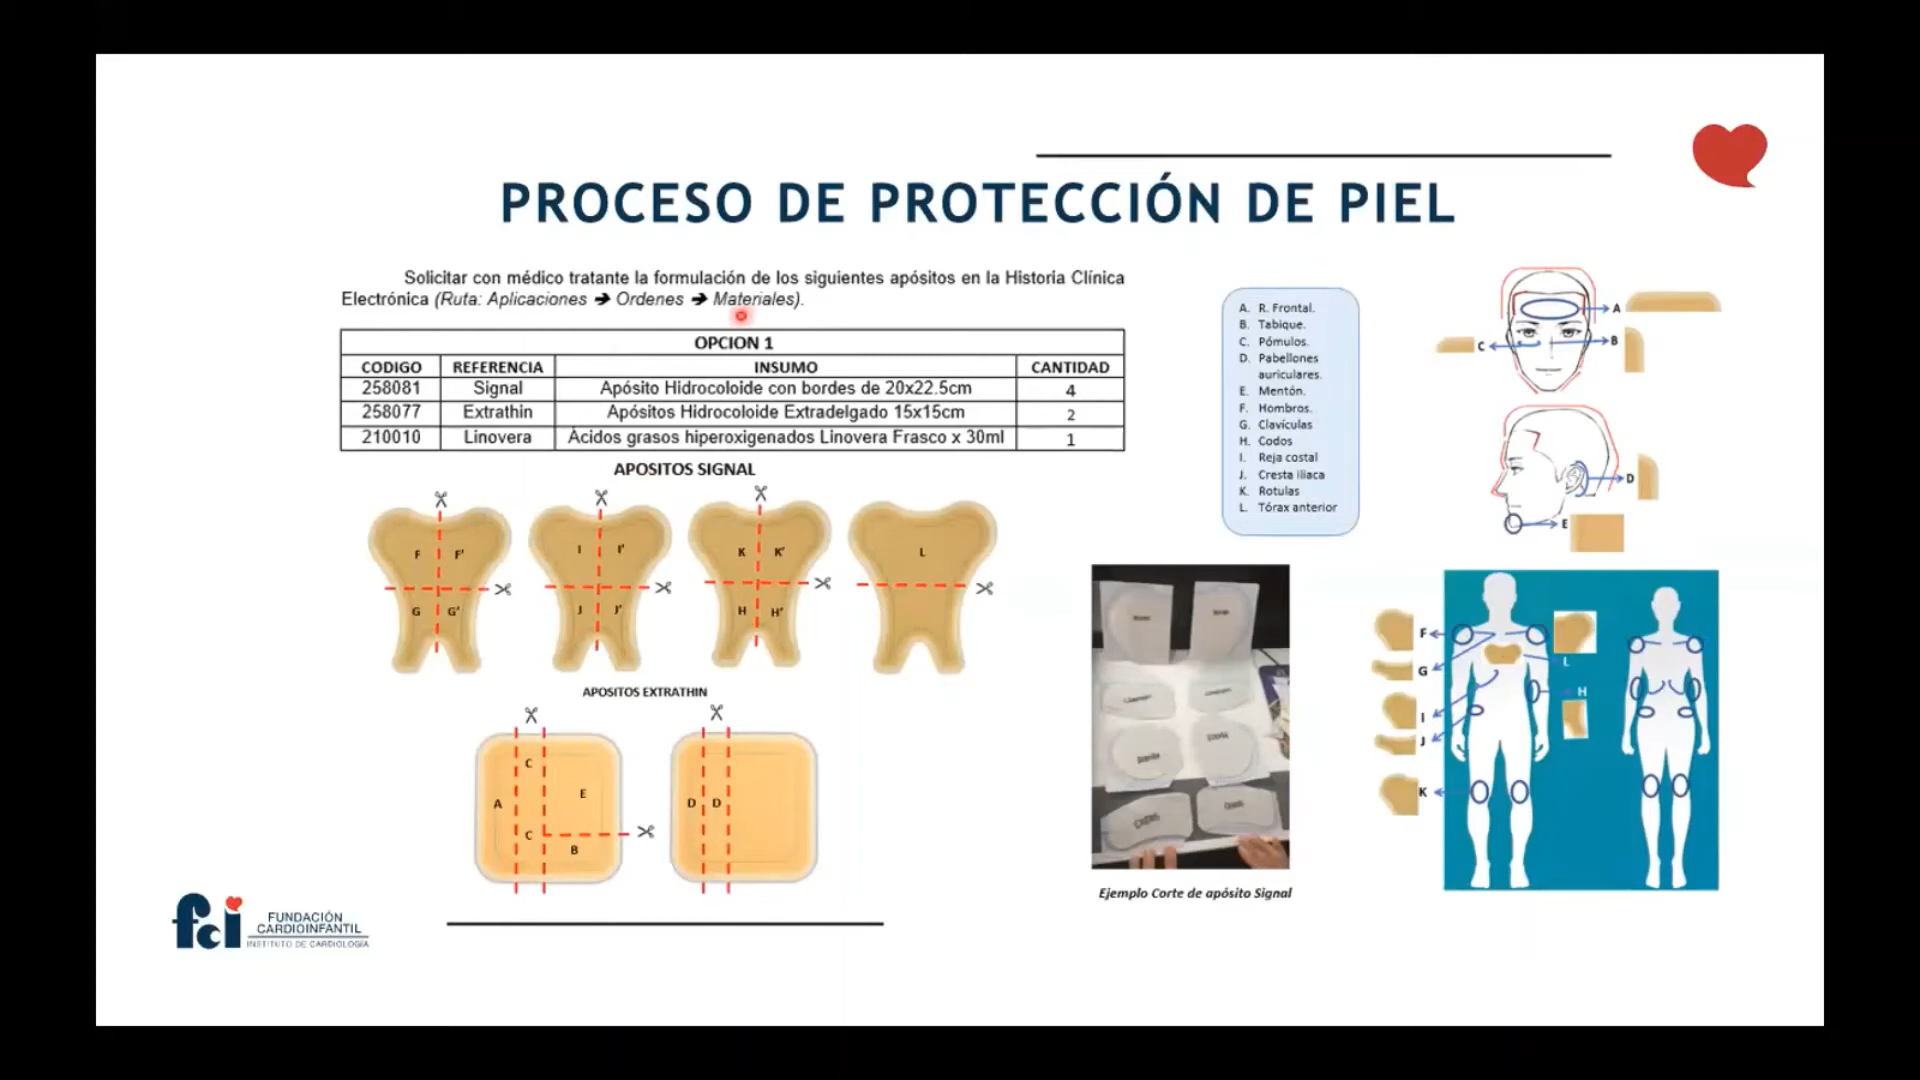 PROCESO DE PROTECCIÓN DE PIEL
Solicitar con médico tratante la formulación de los siguientes apósitos en la Historia Clínica
Electrónica (Ruta: Aplicaciones ➔ Ordenes ➔ Materiales).
OPCION 1
CODIGO REFERENCIA INSUMO CANTIDAD
258081 Signal Apósito Hidrocoloide con bordes de 20x22.5cm 4
258077 Extrathin Apósitos Hidrocoloide Extradelgado 15x15cm 2
210010 Linovera Ácidos grasos hiperoxigenados Linovera Frasco x 30ml 1
APOSITOS SIGNAL
F F' I I' K K' L
G G' J J' H H'
APOSITOS EXTRATHIN
C
A E D D
C
B
A. R. Frontal.
B. Tabique.
C. Pómulos.
D. Pabellones
auriculares.
E. Mentón.
F. Hombros.
G. Clavículas
H. Codos
I. Reja costal
J. Cresta iliaca
K. Rotulas
L. Tórax anterior
A
C B
D
E
F
L
G
H
I
J
K
Ejemplo Corte de apósito Signal
fci FUNDACIÓN
CARDIOINFANTIL
INSTITUTO DE CARDIOLOGÍA